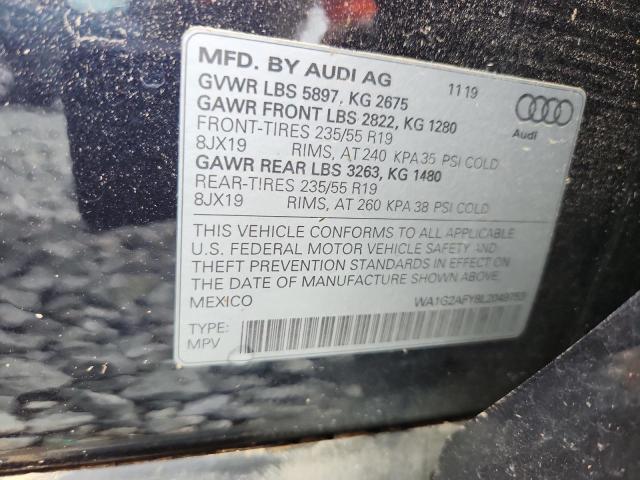 MFD. BY AUDI AG 11 19
GVWR LBS 5897, KG 2675
GAWR FRONT LBS 2822, KG 1280
FRONT-TIRES 235/55 R19
8JX19 RIMS, AT 240 KPA 35 PSI COLD
GAWR REAR LBS 3263, KG 1480
REAR-TIRES 235/55 R19
8JX19 RIMS, AT 260 KPA 38 PSI COLD
Audi
THIS VEHICLE CONFORMS TO ALL APPLICABLE
U.S. FEDERAL MOTOR VEHICLE SAFETY AND
THEFT PREVENTION STANDARDS IN EFFECT ON
THE DATE OF MANUFACTURE SHOWN ABOVE.
MEXICO WA1G2AFY8L2049753
TYPE:
MPV